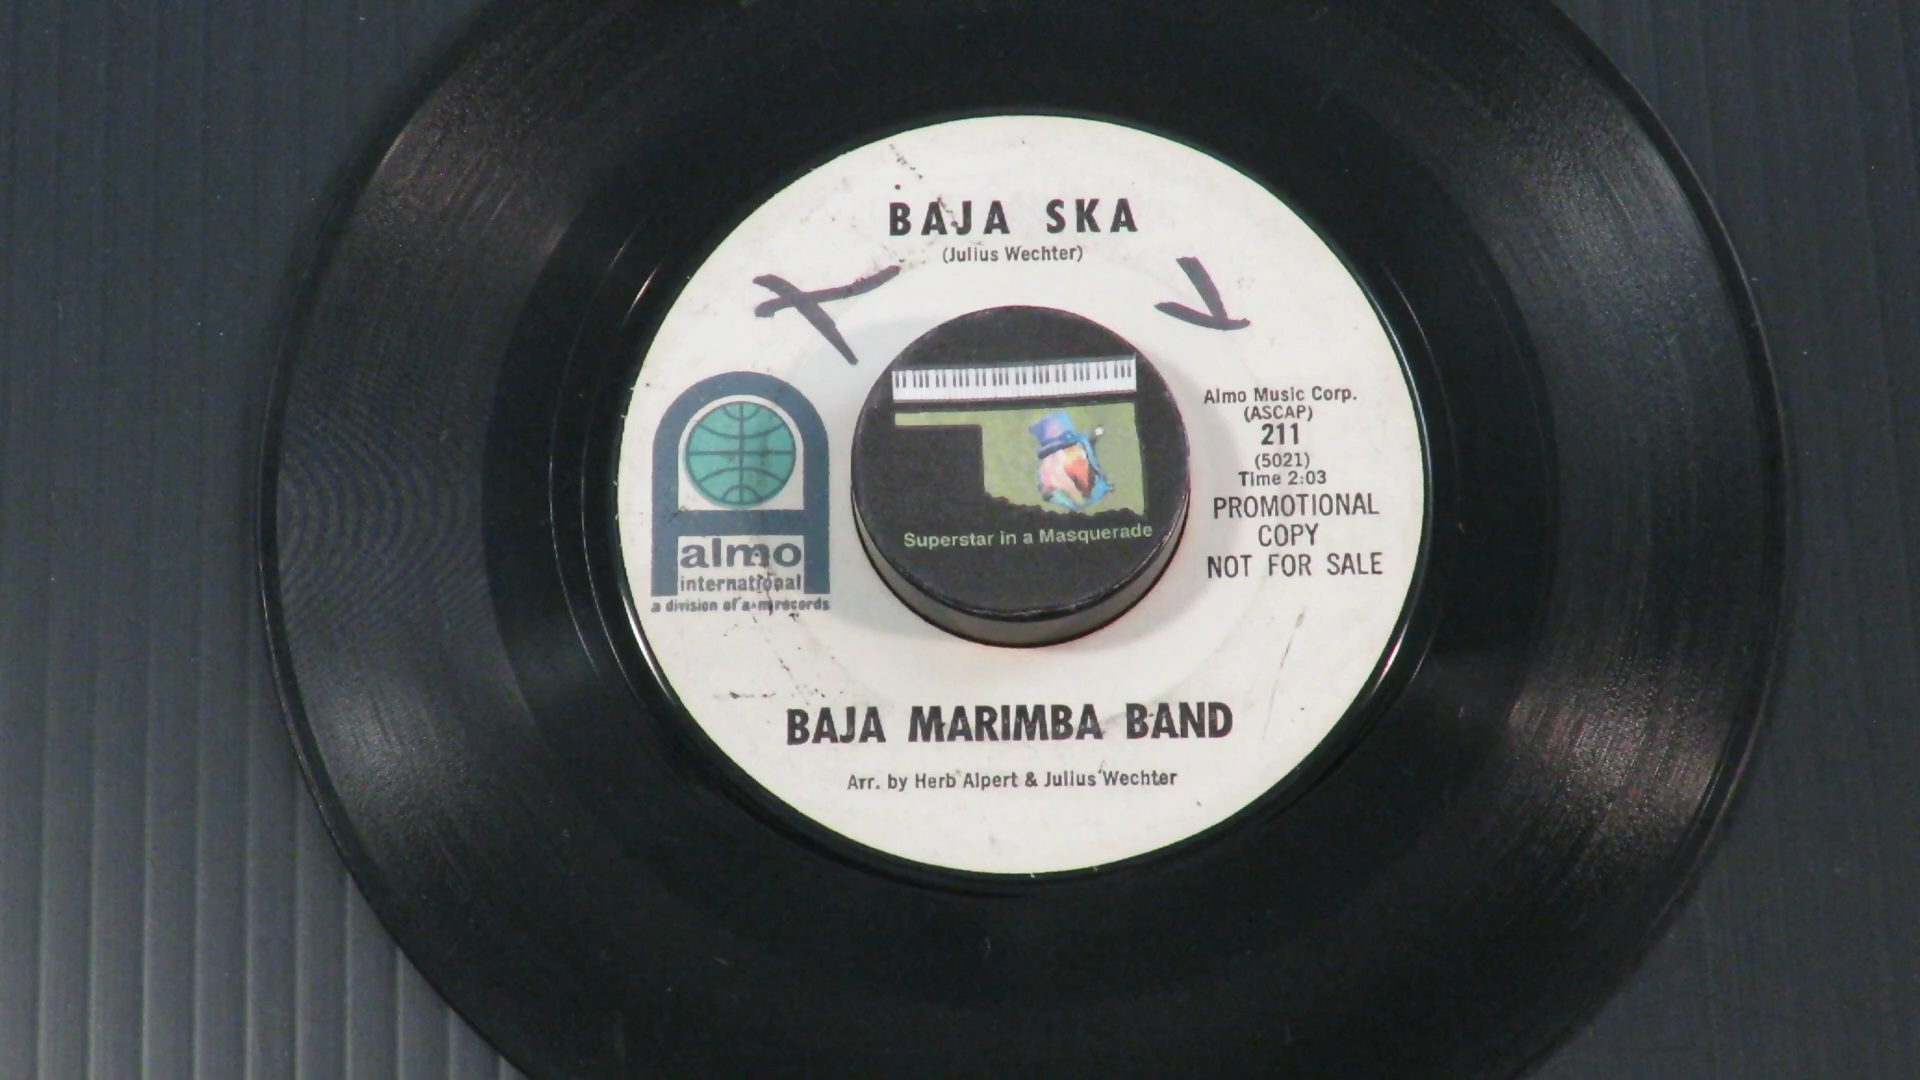 BAJA SKA
(Julius Wechter)
almo
international
a division of a&m records
Superstar in a Masquerade
Almo Music Corp.
(ASCAP)
211
(5021)
Time 2:03
PROMOTIONAL
COPY
NOT FOR SALE
BAJA MARIMBA BAND
Arr. by Herb Alpert & Julius Wechter